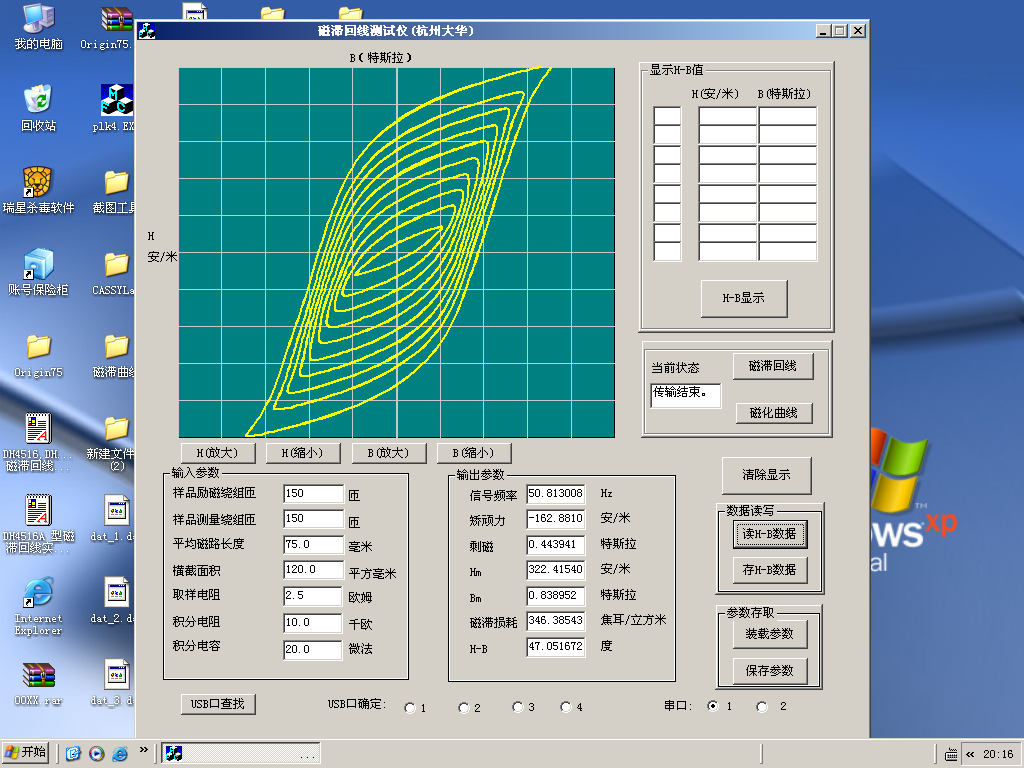 我的电脑
Origin75.
回收站
plk4.EX
瑞星杀毒软件
截图工具
账号保险柜
CASSYLa
Origin75
磁滞曲线
DH4516_DH...
磁滞回线...
新建文件
(2)
DH4516A_型磁
滞回线实...
dat_1.da
Internet
Explorer
dat_2.da
OOXX.rar
dat_3.da
磁滞回线测试仪(杭州大华)
B(特斯拉)
H
安/米
H(放大)
H(缩小)
B(放大)
B(缩小)
输入参数
样品励磁绕组匝 150 匝
样品测量绕组匝 150 匝
平均磁路长度 75.0 毫米
横截面积 120.0 平方毫米
取样电阻 2.5 欧姆
积分电阻 10.0 千欧
积分电容 20.0 微法
输出参数
信号频率 50.813008 Hz
矫顽力 -162.8810 安/米
剩磁 0.443941 特斯拉
Hm 322.41540 安/米
Bm 0.838952 特斯拉
磁滞损耗 346.38543 焦耳/立方米
H-B 47.051672 度
USB口查找
USB口确定:
1
2
3
4
串口:
1
2
显示H-B值
H(安/米) B(特斯拉)
H-B显示
当前状态
传输结束。
磁滞回线
磁化曲线
清除显示
数据读写
读H-B数据
存H-B数据
参数存取
装载参数
保存参数
ows xp
al
开始
»
...
«
20:16